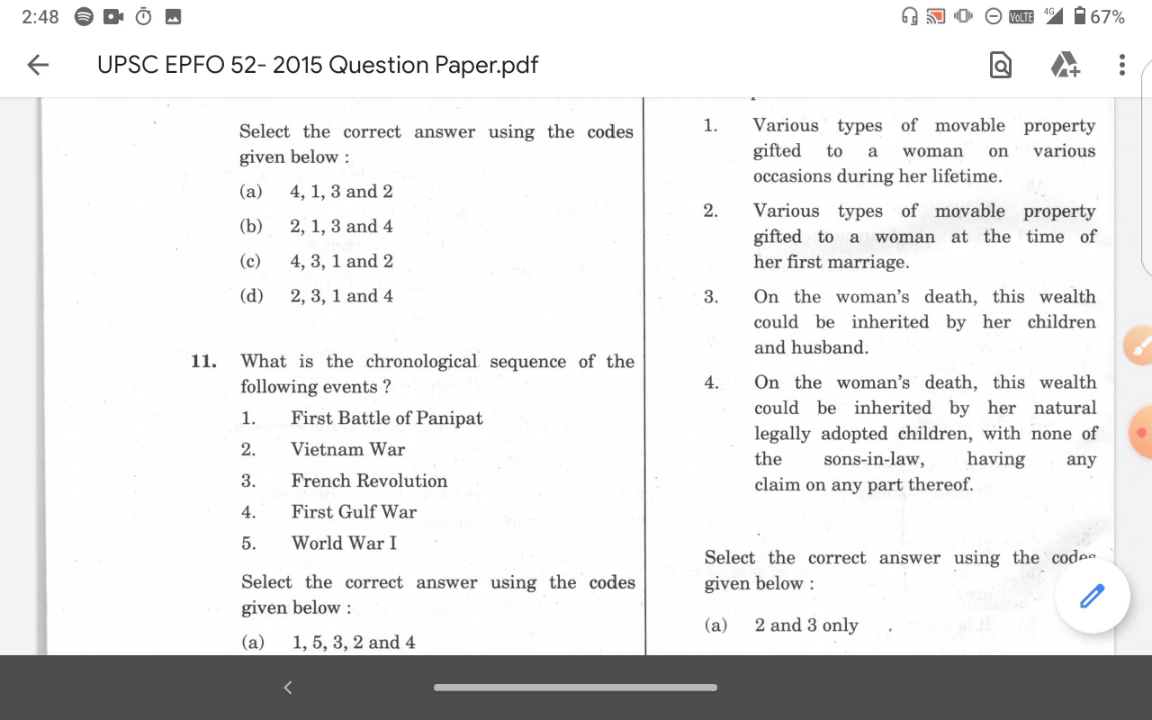 2:48
VoLTE 4G 67%
UPSC EPFO 52- 2015 Question Paper.pdf
Select the correct answer using the codes
given below :
(a) 4, 1, 3 and 2
(b) 2, 1, 3 and 4
(c) 4, 3, 1 and 2
(d) 2, 3, 1 and 4
11. What is the chronological sequence of the
following events ?
1. First Battle of Panipat
2. Vietnam War
3. French Revolution
4. First Gulf War
5. World War I
Select the correct answer using the codes
given below :
(a) 1, 5, 3, 2 and 4
1. Various types of movable property
gifted to a woman on various
occasions during her lifetime.
2. Various types of movable property
gifted to a woman at the time of
her first marriage.
3. On the woman's death, this wealth
could be inherited by her children
and husband.
4. On the woman's death, this wealth
could be inherited by her natural
legally adopted children, with none of
the sons-in-law, having any
claim on any part thereof.
Select the correct answer using the codes
given below :
(a) 2 and 3 only